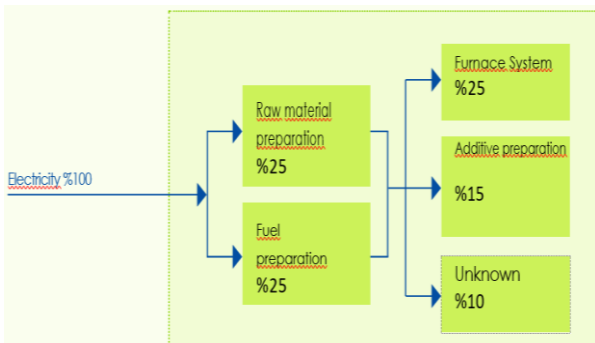 Electricity %100
Raw material
preparation
%25
Fuel
preparation
%25
Furnace System
%25
Additive preparation
%15
Unknown
%10